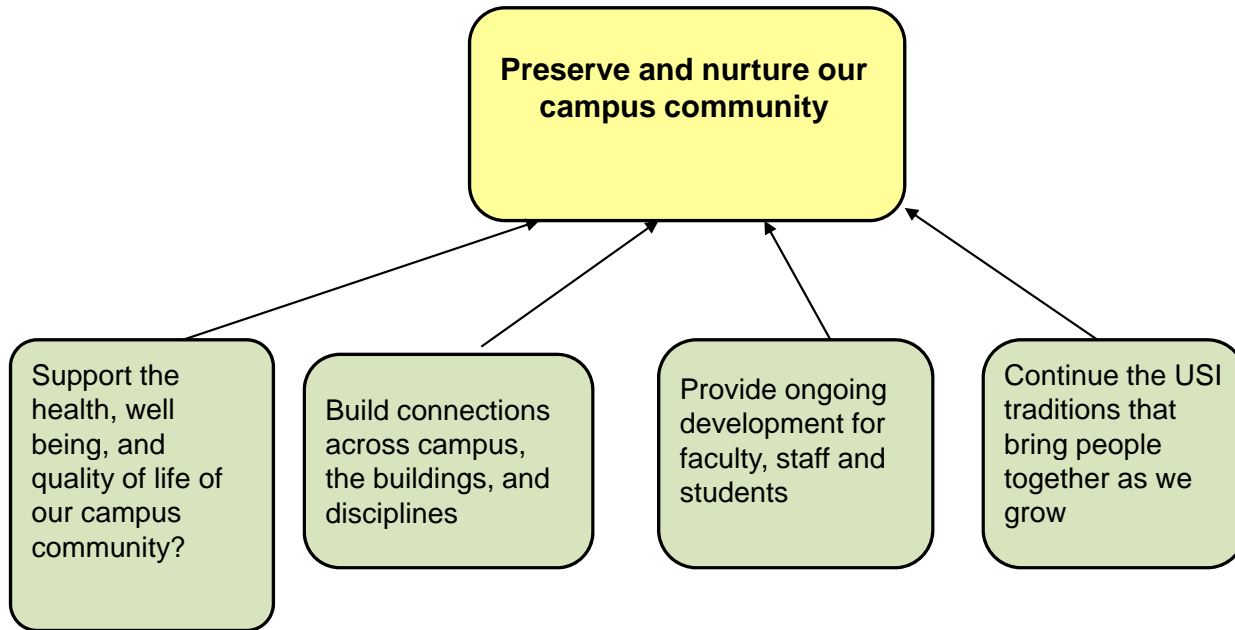 Preserve and nurture our
campus community
Support the
health, well
being, and
quality of life of
our campus
community?
Build connections
across campus,
the buildings, and
disciplines
Provide ongoing
development for
faculty, staff and
students
Continue the USI
traditions that
bring people
together as we
grow